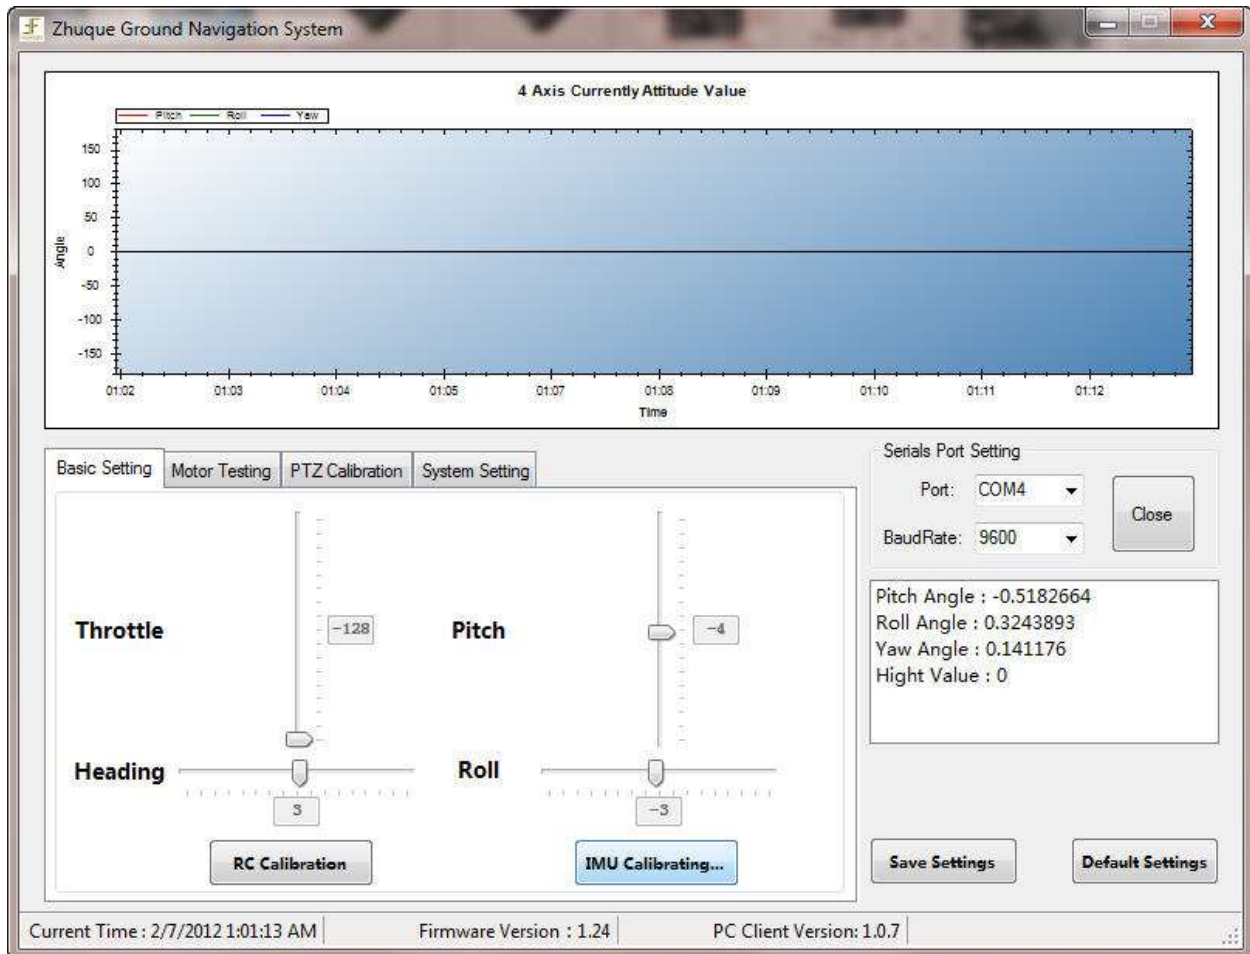 Zhuque Ground Navigation System
4 Axis Currently Attitude Value
Pitch Roll Yaw
150
100
50
0
-50
-100
-150
Angle
01:02 01:03 01:04 01:05 01:07 01:08 01:09 01:10 01:11 01:12
Time
Basic Setting Motor Testing PTZ Calibration System Setting
Throttle
-128
Pitch
-4
Heading
3
Roll
-3
RC Calibration
IMU Calibrating...
Serials Port Setting
Port: COM4
BaudRate: 9600
Close
Pitch Angle : -0.5182664
Roll Angle : 0.3243893
Yaw Angle : 0.141176
Hight Value : 0
Save Settings
Default Settings
Current Time : 2/7/2012 1:01:13 AM
Firmware Version : 1.24
PC Client Version: 1.0.7